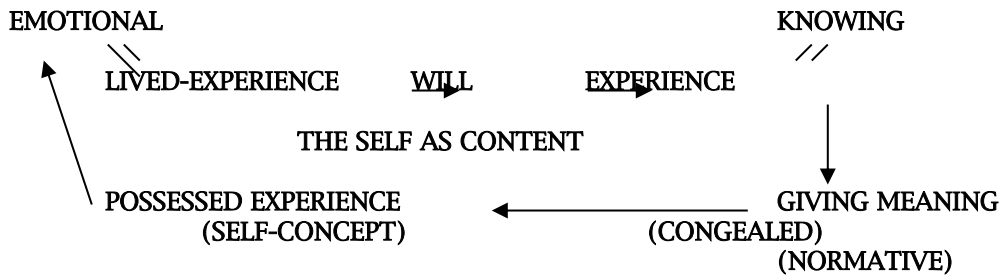 EMOTIONAL KNOWING
LIVED-EXPERIENCE WILL EXPERIENCE
THE SELF AS CONTENT
POSSESSED EXPERIENCE GIVING MEANING
(SELF-CONCEPT) (CONGEALED)
(NORMATIVE)